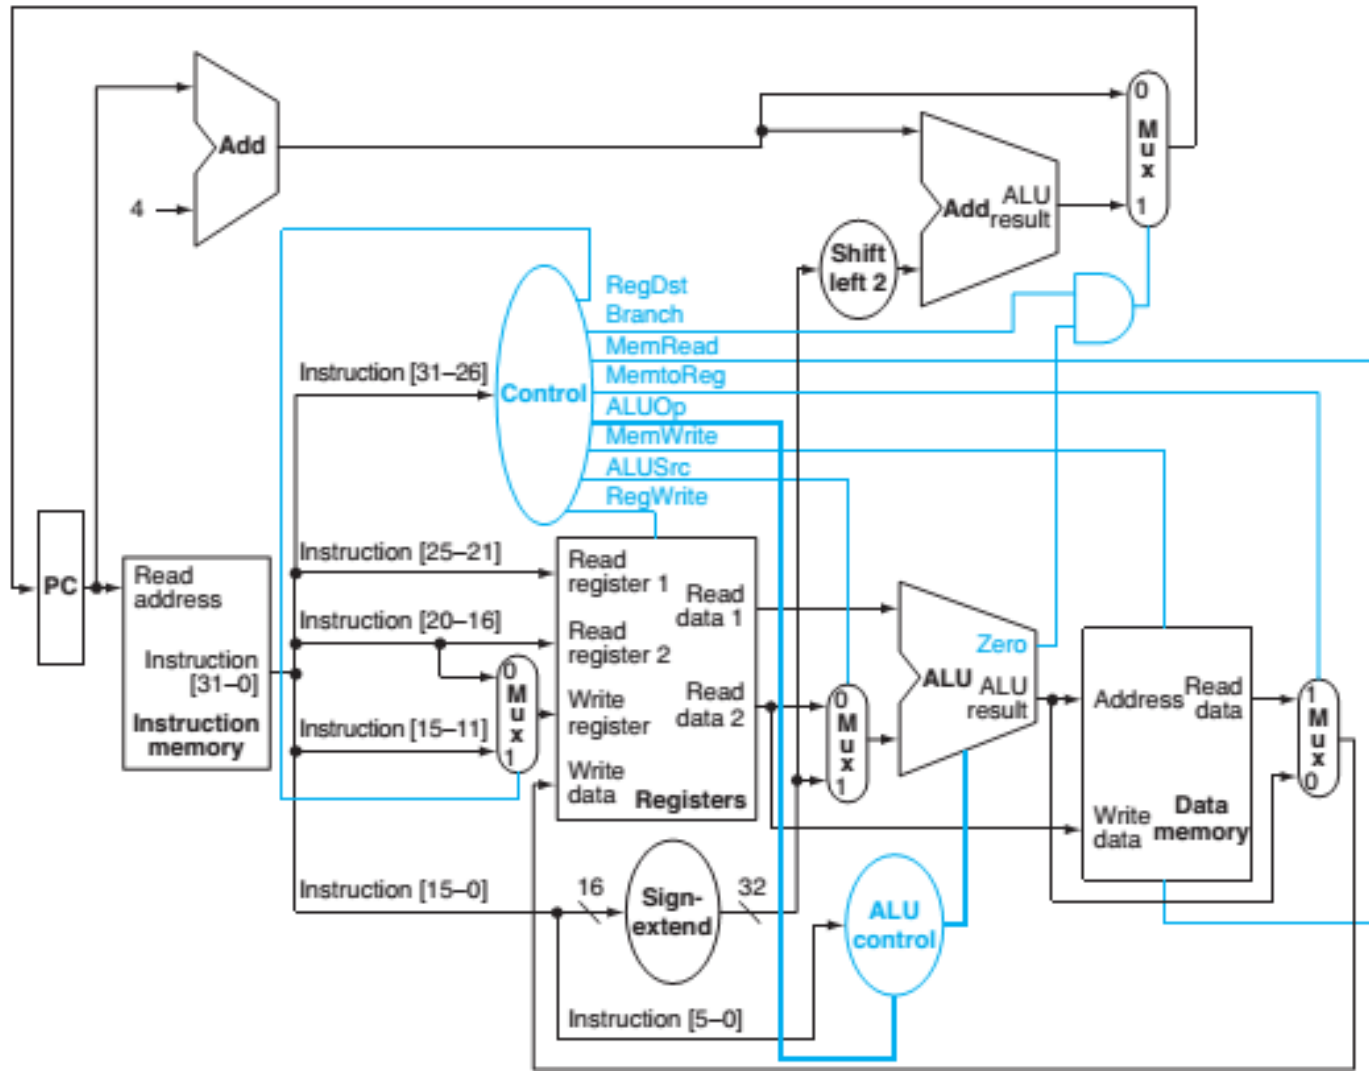 0
M
u
x
1
Add
4
Add
ALU
result
Shift
left 2
RegDst
Branch
MemRead
MemtoReg
ALUOp
MemWrite
ALUSrc
RegWrite
Control
Instruction [31–26]
Instruction [25–21]
Instruction [20–16]
Instruction [15–11]
Instruction [15–0]
Instruction [5–0]
PC
Read
address
Instruction
[31–0]
Instruction
memory
0
M
u
x
1
Read
register 1
Read
register 2
Write
register
Write
data
Read
data 1
Read
data 2
Registers
0
M
u
x
1
Zero
ALU
ALU
result
Address
Read
data
Write
data
Data
memory
1
M
u
x
0
16
Sign-
extend
32
ALU
control